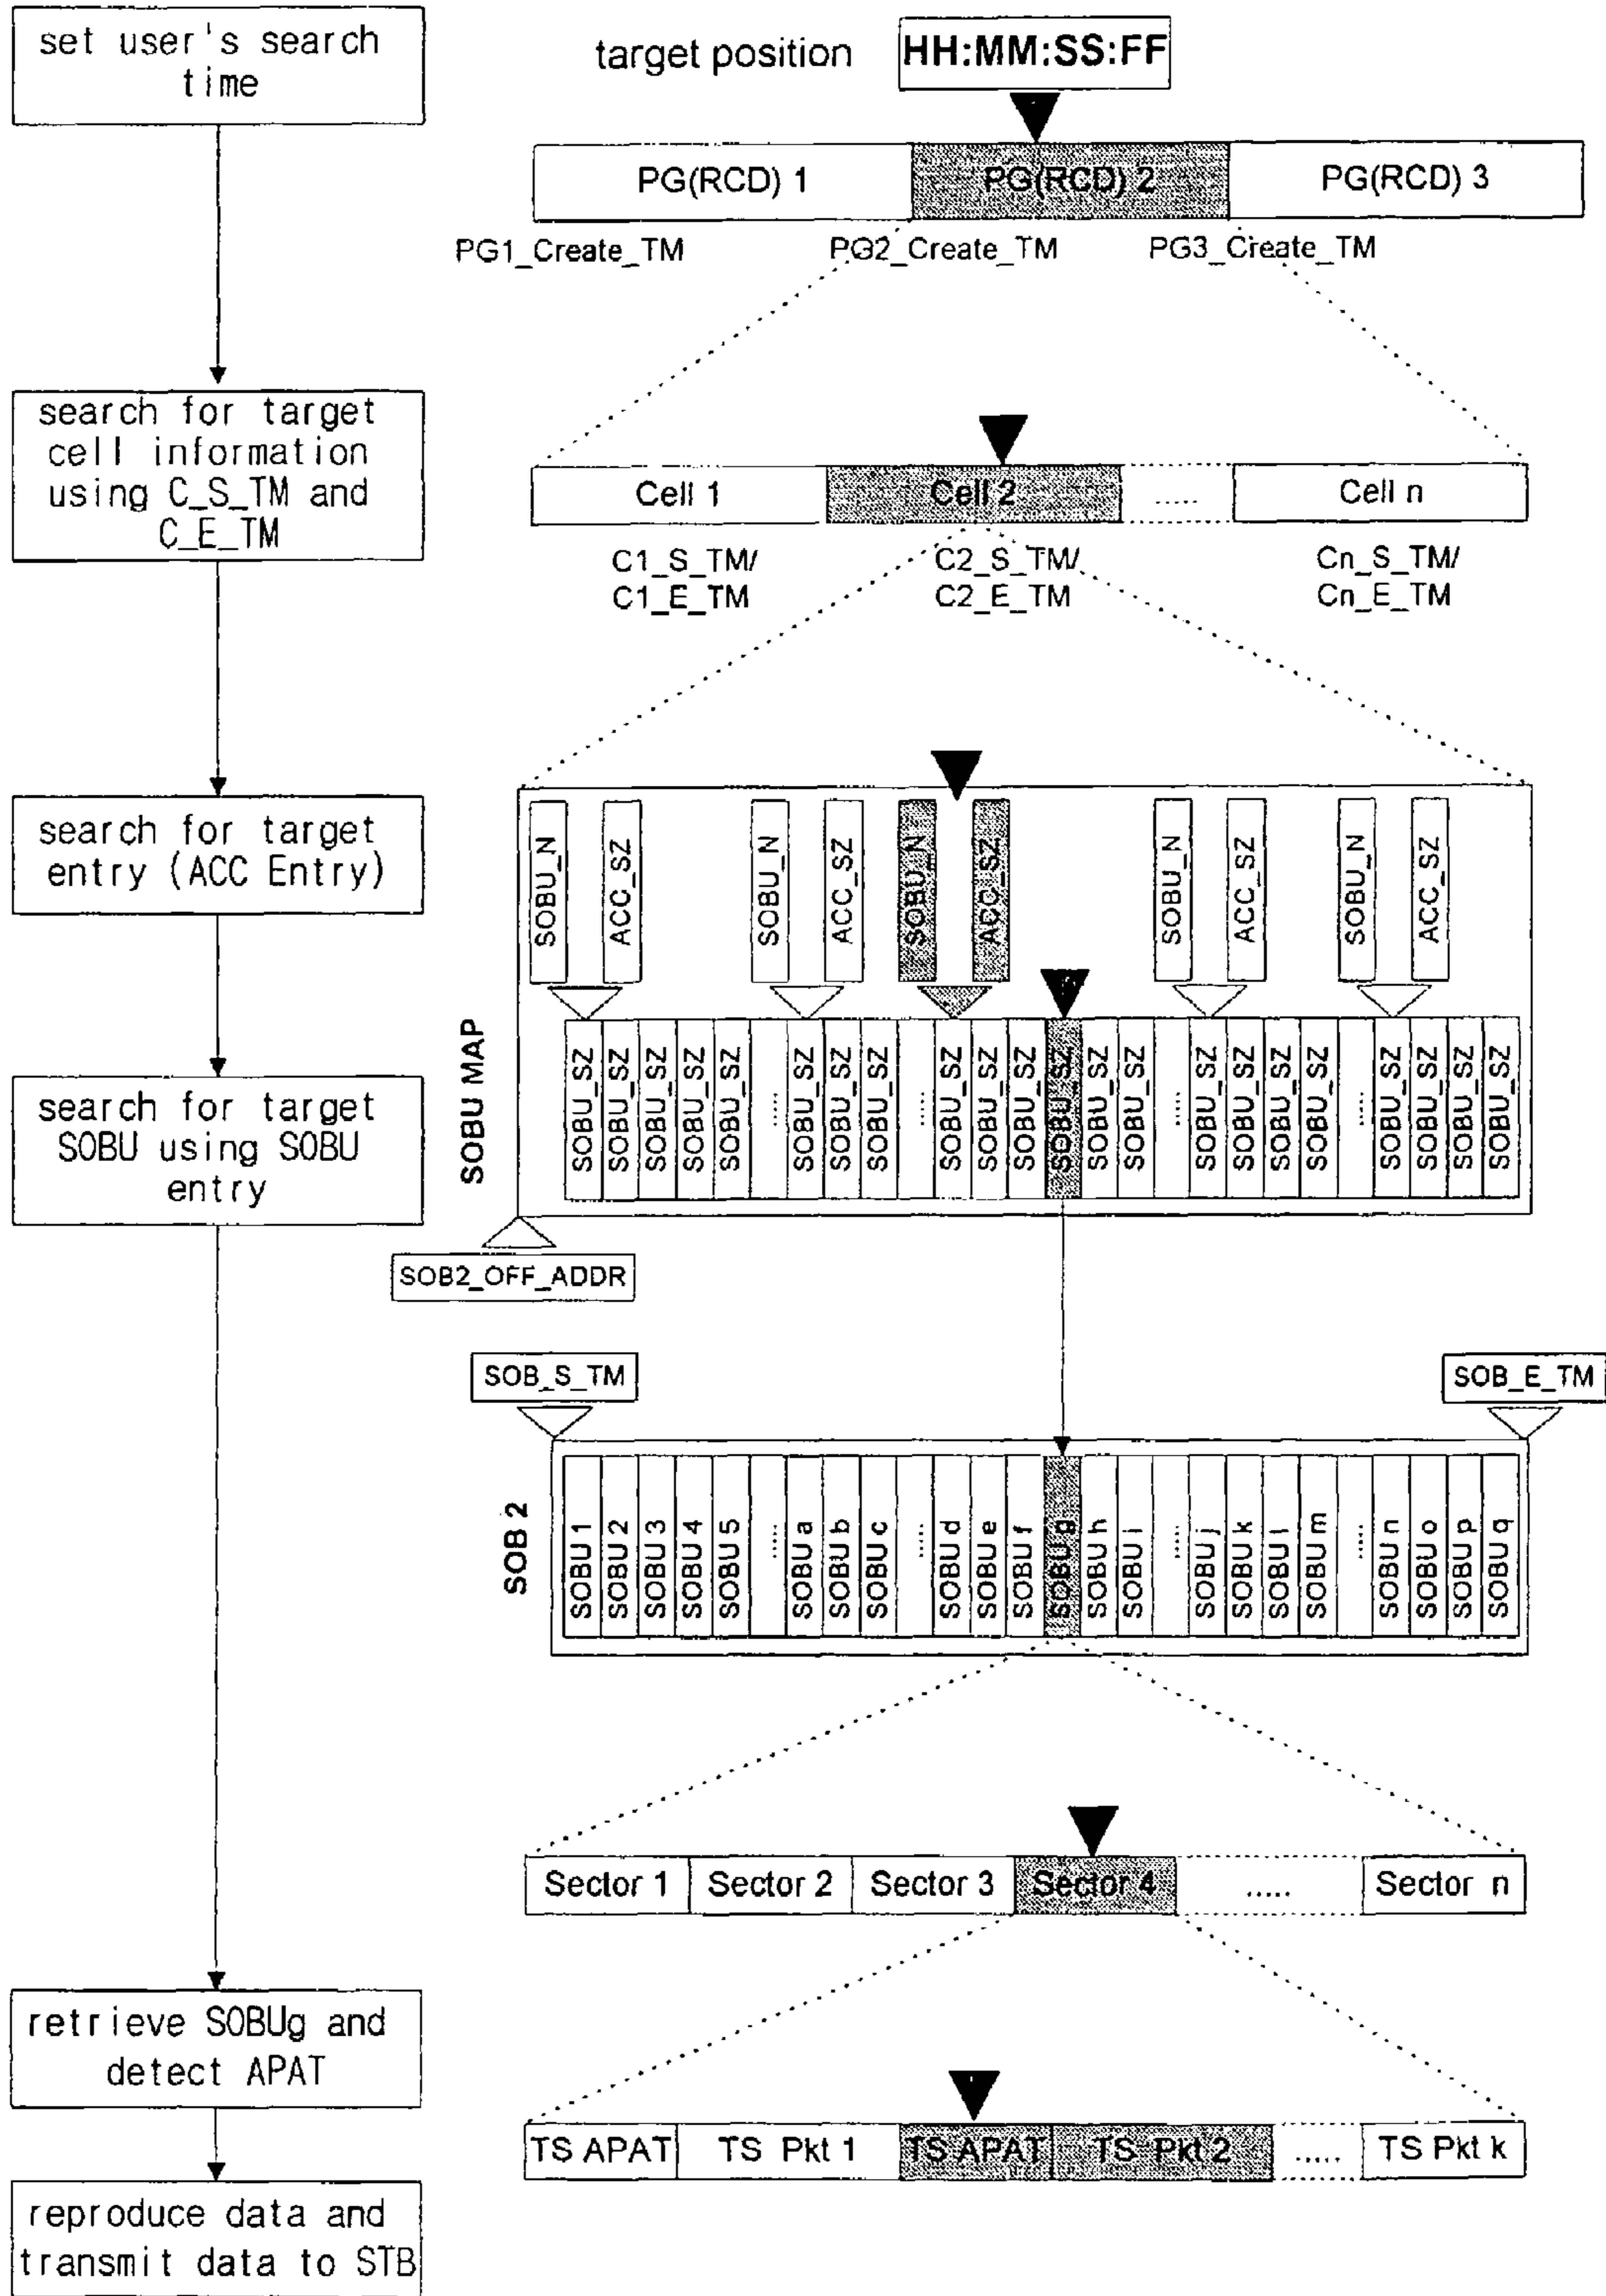 set user's search
time
target position HH:MM:SS:FF
PG(RCD) 1 PG(RCD) 2 PG(RCD) 3
PG1_Create_TM PG2_Create_TM PG3_Create_TM
search for target
cell information
using C_S_TM and
C_E_TM
Cell 1 Cell 2 ..... Cell n
C1_S_TM/ C2_S_TM/ Cn_S_TM/
C1_E_TM C2_E_TM Cn_E_TM
search for target
entry (ACC Entry)
SOBU_N ACC_SZ SOBU_N ACC_SZ SOBU_N ACC_SZ SOBU_N ACC_SZ SOBU_N ACC_SZ
search for target
SOBU using SOBU
entry
SOBU MAP
SOBU_SZ SOBU_SZ SOBU_SZ SOBU_SZ SOBU_SZ ..... SOBU_SZ SOBU_SZ SOBU_SZ ..... SOBU_SZ SOBU_SZ SOBU_SZ SOBU_SZ SOBU_SZ SOBU_SZ ..... SOBU_SZ SOBU_SZ SOBU_SZ SOBU_SZ ..... SOBU_SZ SOBU_SZ SOBU_SZ SOBU_SZ
SOB2_OFF_ADDR
SOB_S_TM SOB_E_TM
SOB 2
SOBU 1 SOBU 2 SOBU 3 SOBU 4 SOBU 5 ..... SOBU a SOBU b SOBU c ..... SOBU d SOBU e SOBU f SOBU g SOBU h SOBU i ..... SOBU j SOBU k SOBU l SOBU m ..... SOBU n SOBU o SOBU p SOBU q
Sector 1 Sector 2 Sector 3 Sector 4 ..... Sector n
retrieve SOBUg and
detect APAT
TS APAT TS Pkt 1 TS APAT TS Pkt 2 ..... TS Pkt k
reproduce data and
transmit data to STB